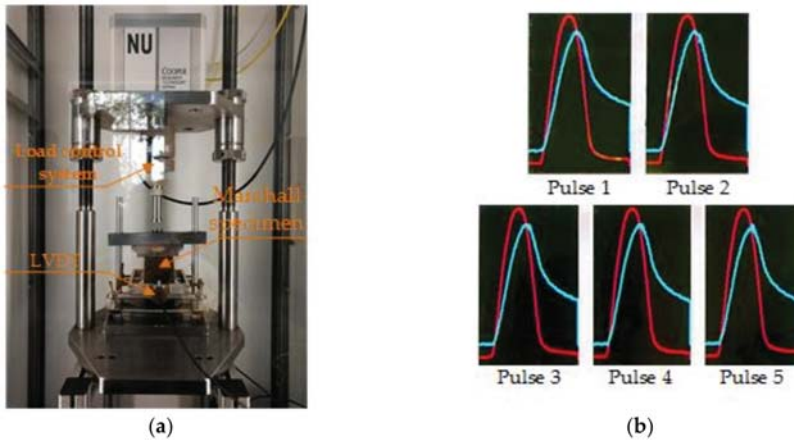 NU
COOPER
Load control
system
Marshall
specimen
LVDT
Pulse 1
Pulse 2
Pulse 3
Pulse 4
Pulse 5
(a)
(b)